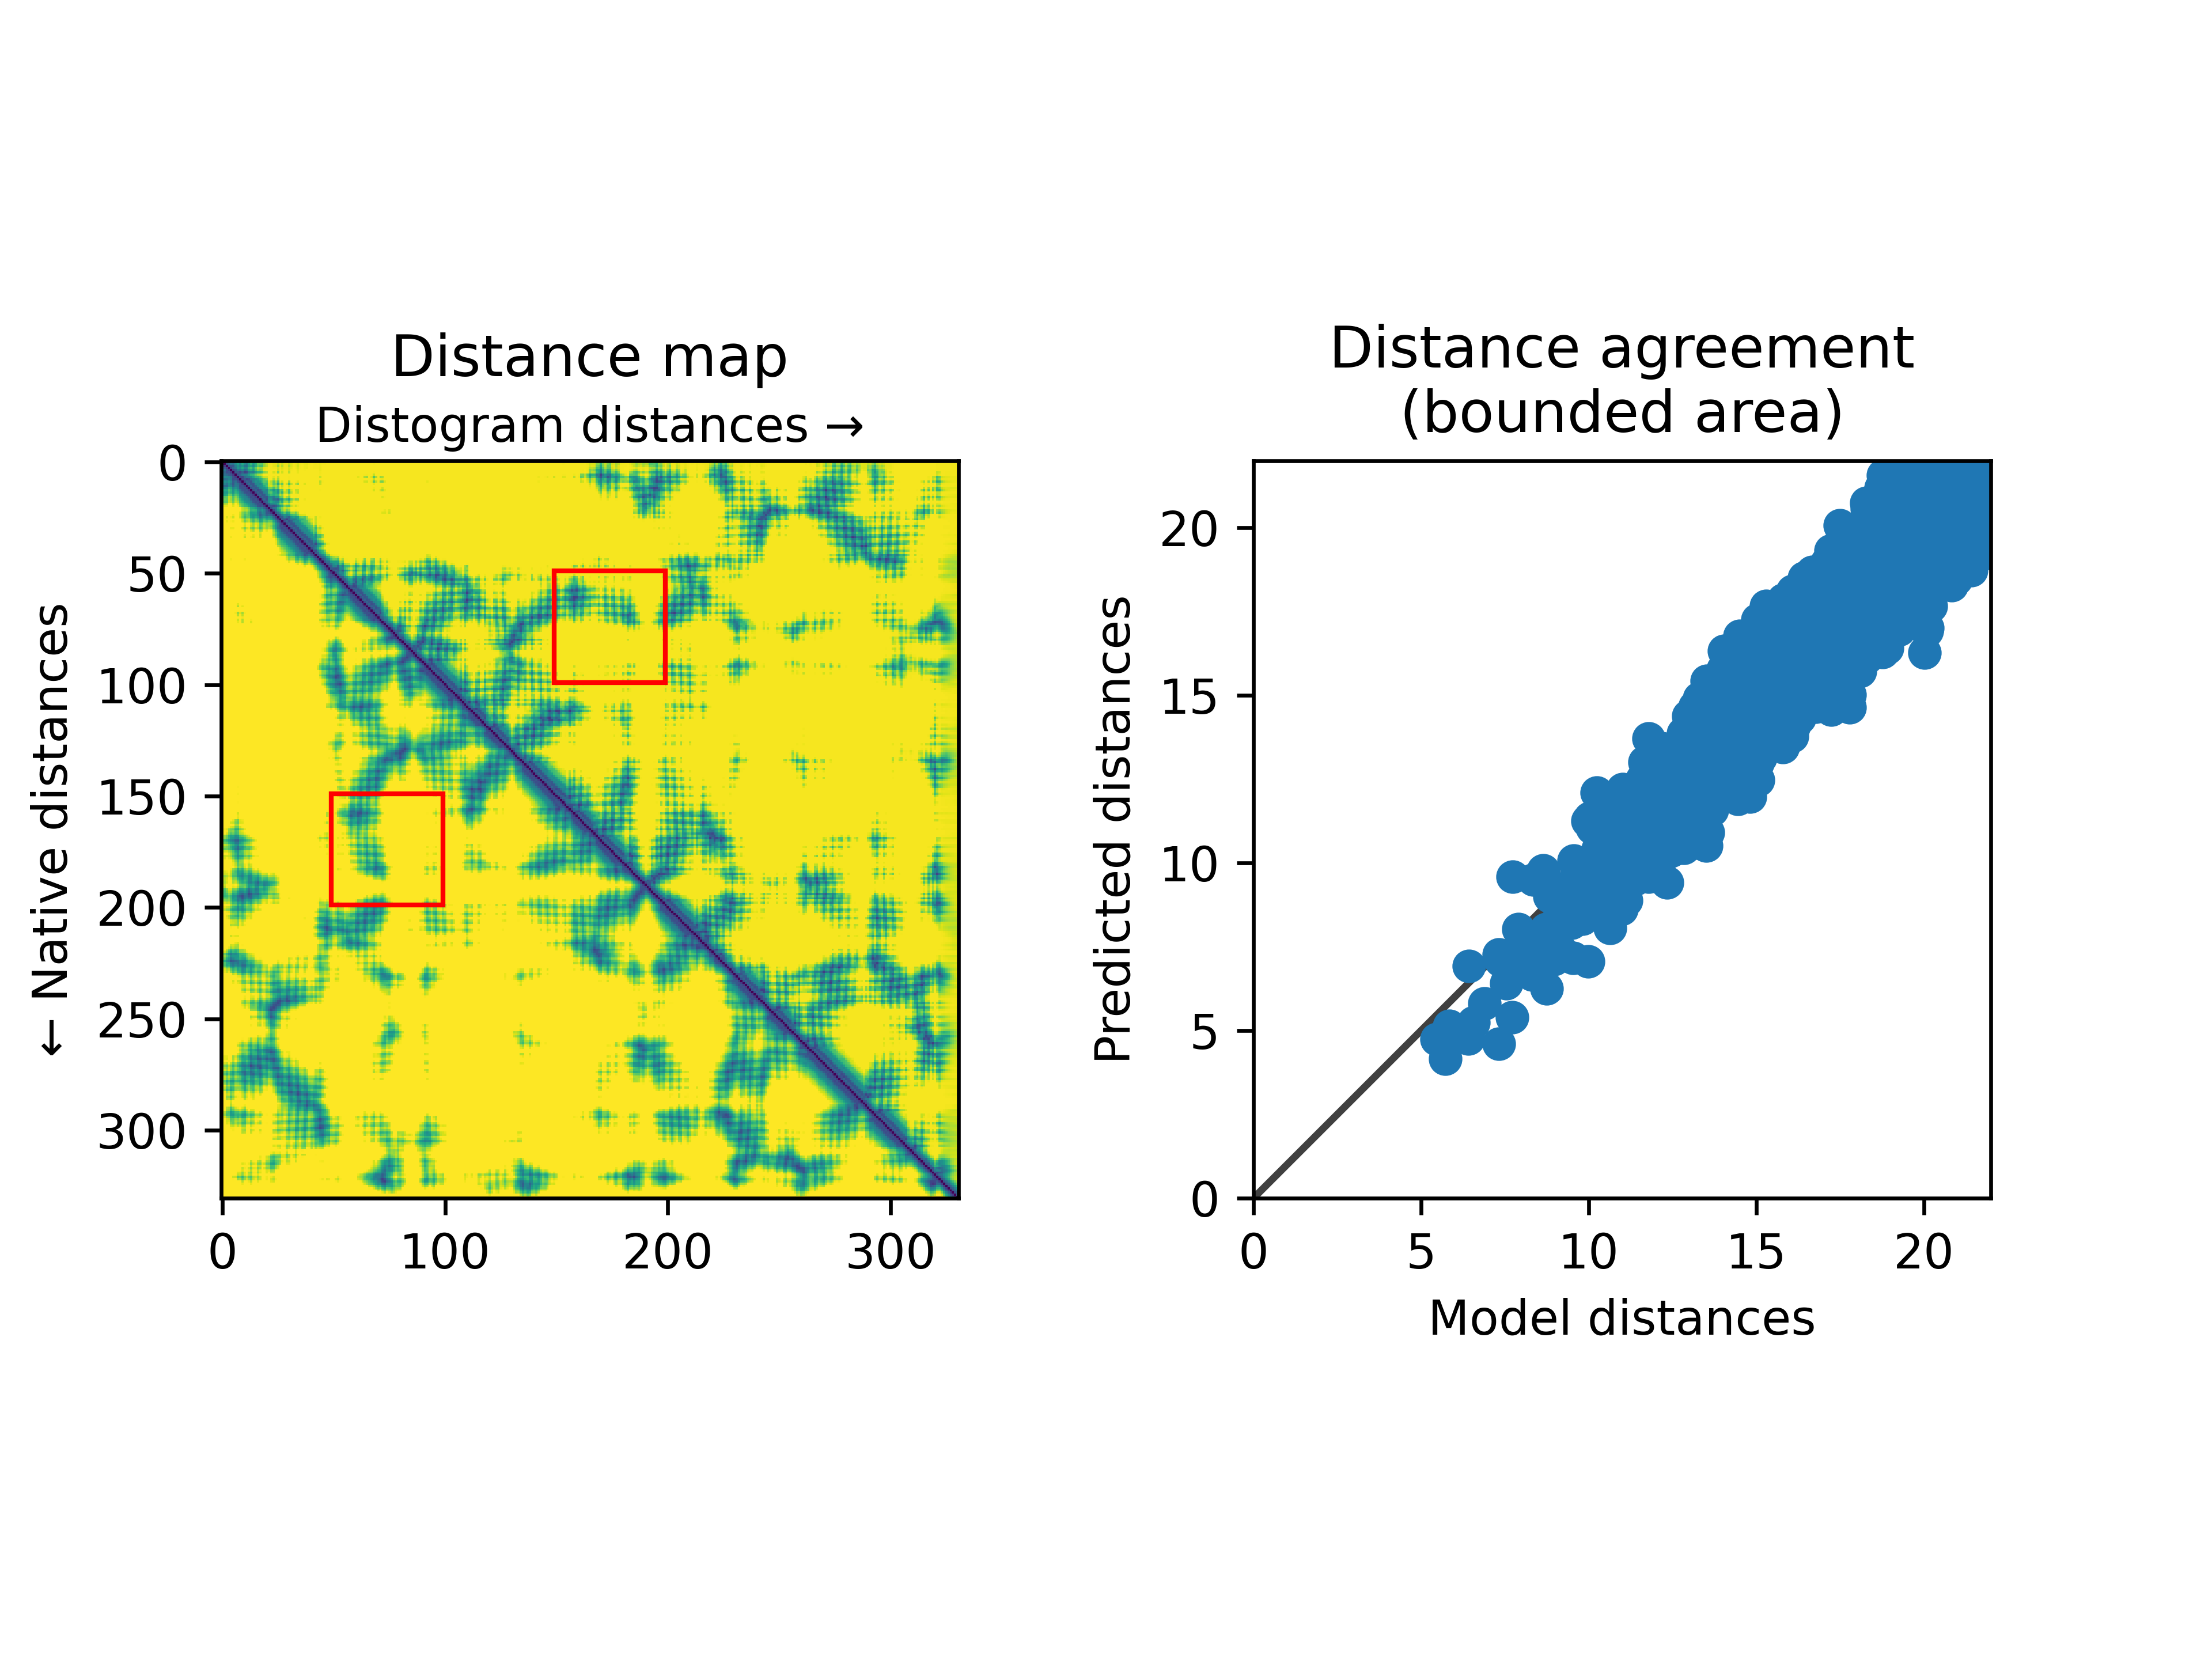 Distance map
Distogram distances →
0
50
100
150
200
250
300
← Native distances
0 100 200 300
Distance agreement
(bounded area)
20
15
10
5
0
Predicted distances
0 5 10 15 20
Model distances